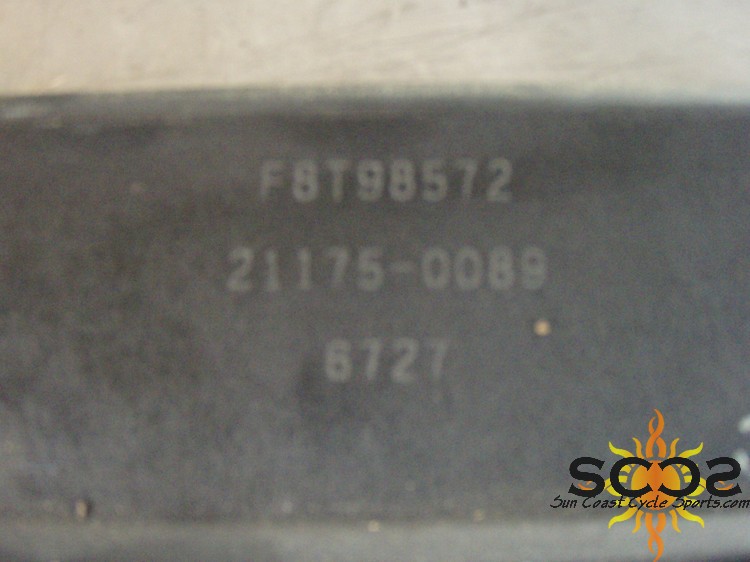 F8T98572
21175-0089
6727
SCCS
Sun Coast Cycle Sports.com